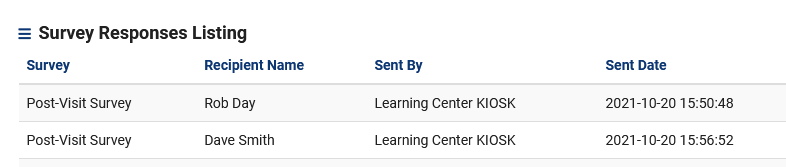 Survey Responses Listing
Survey Recipient Name Sent By Sent Date
Post-Visit Survey Rob Day Learning Center KIOSK 2021-10-20 15:50:48
Post-Visit Survey Dave Smith Learning Center KIOSK 2021-10-20 15:56:52